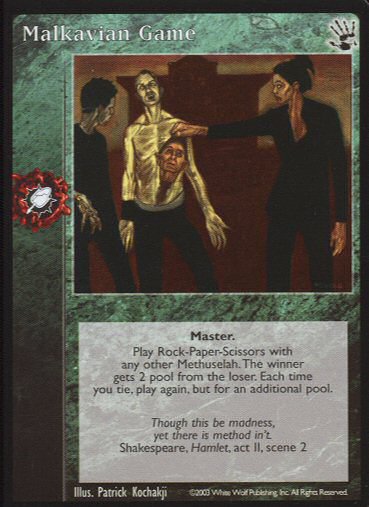 Malkavian Game
Master.
Play Rock-Paper-Scissors with
any other Methuselah. The winner
gets 2 pool from the loser. Each time
you tie, play again, but for an additional pool.
Though this be madness,
yet there is method in't.
Shakespeare, Hamlet, act II, scene 2
Illus. Patrick Kochakji
©2003 White Wolf Publishing, Inc. All Rights Reserved.